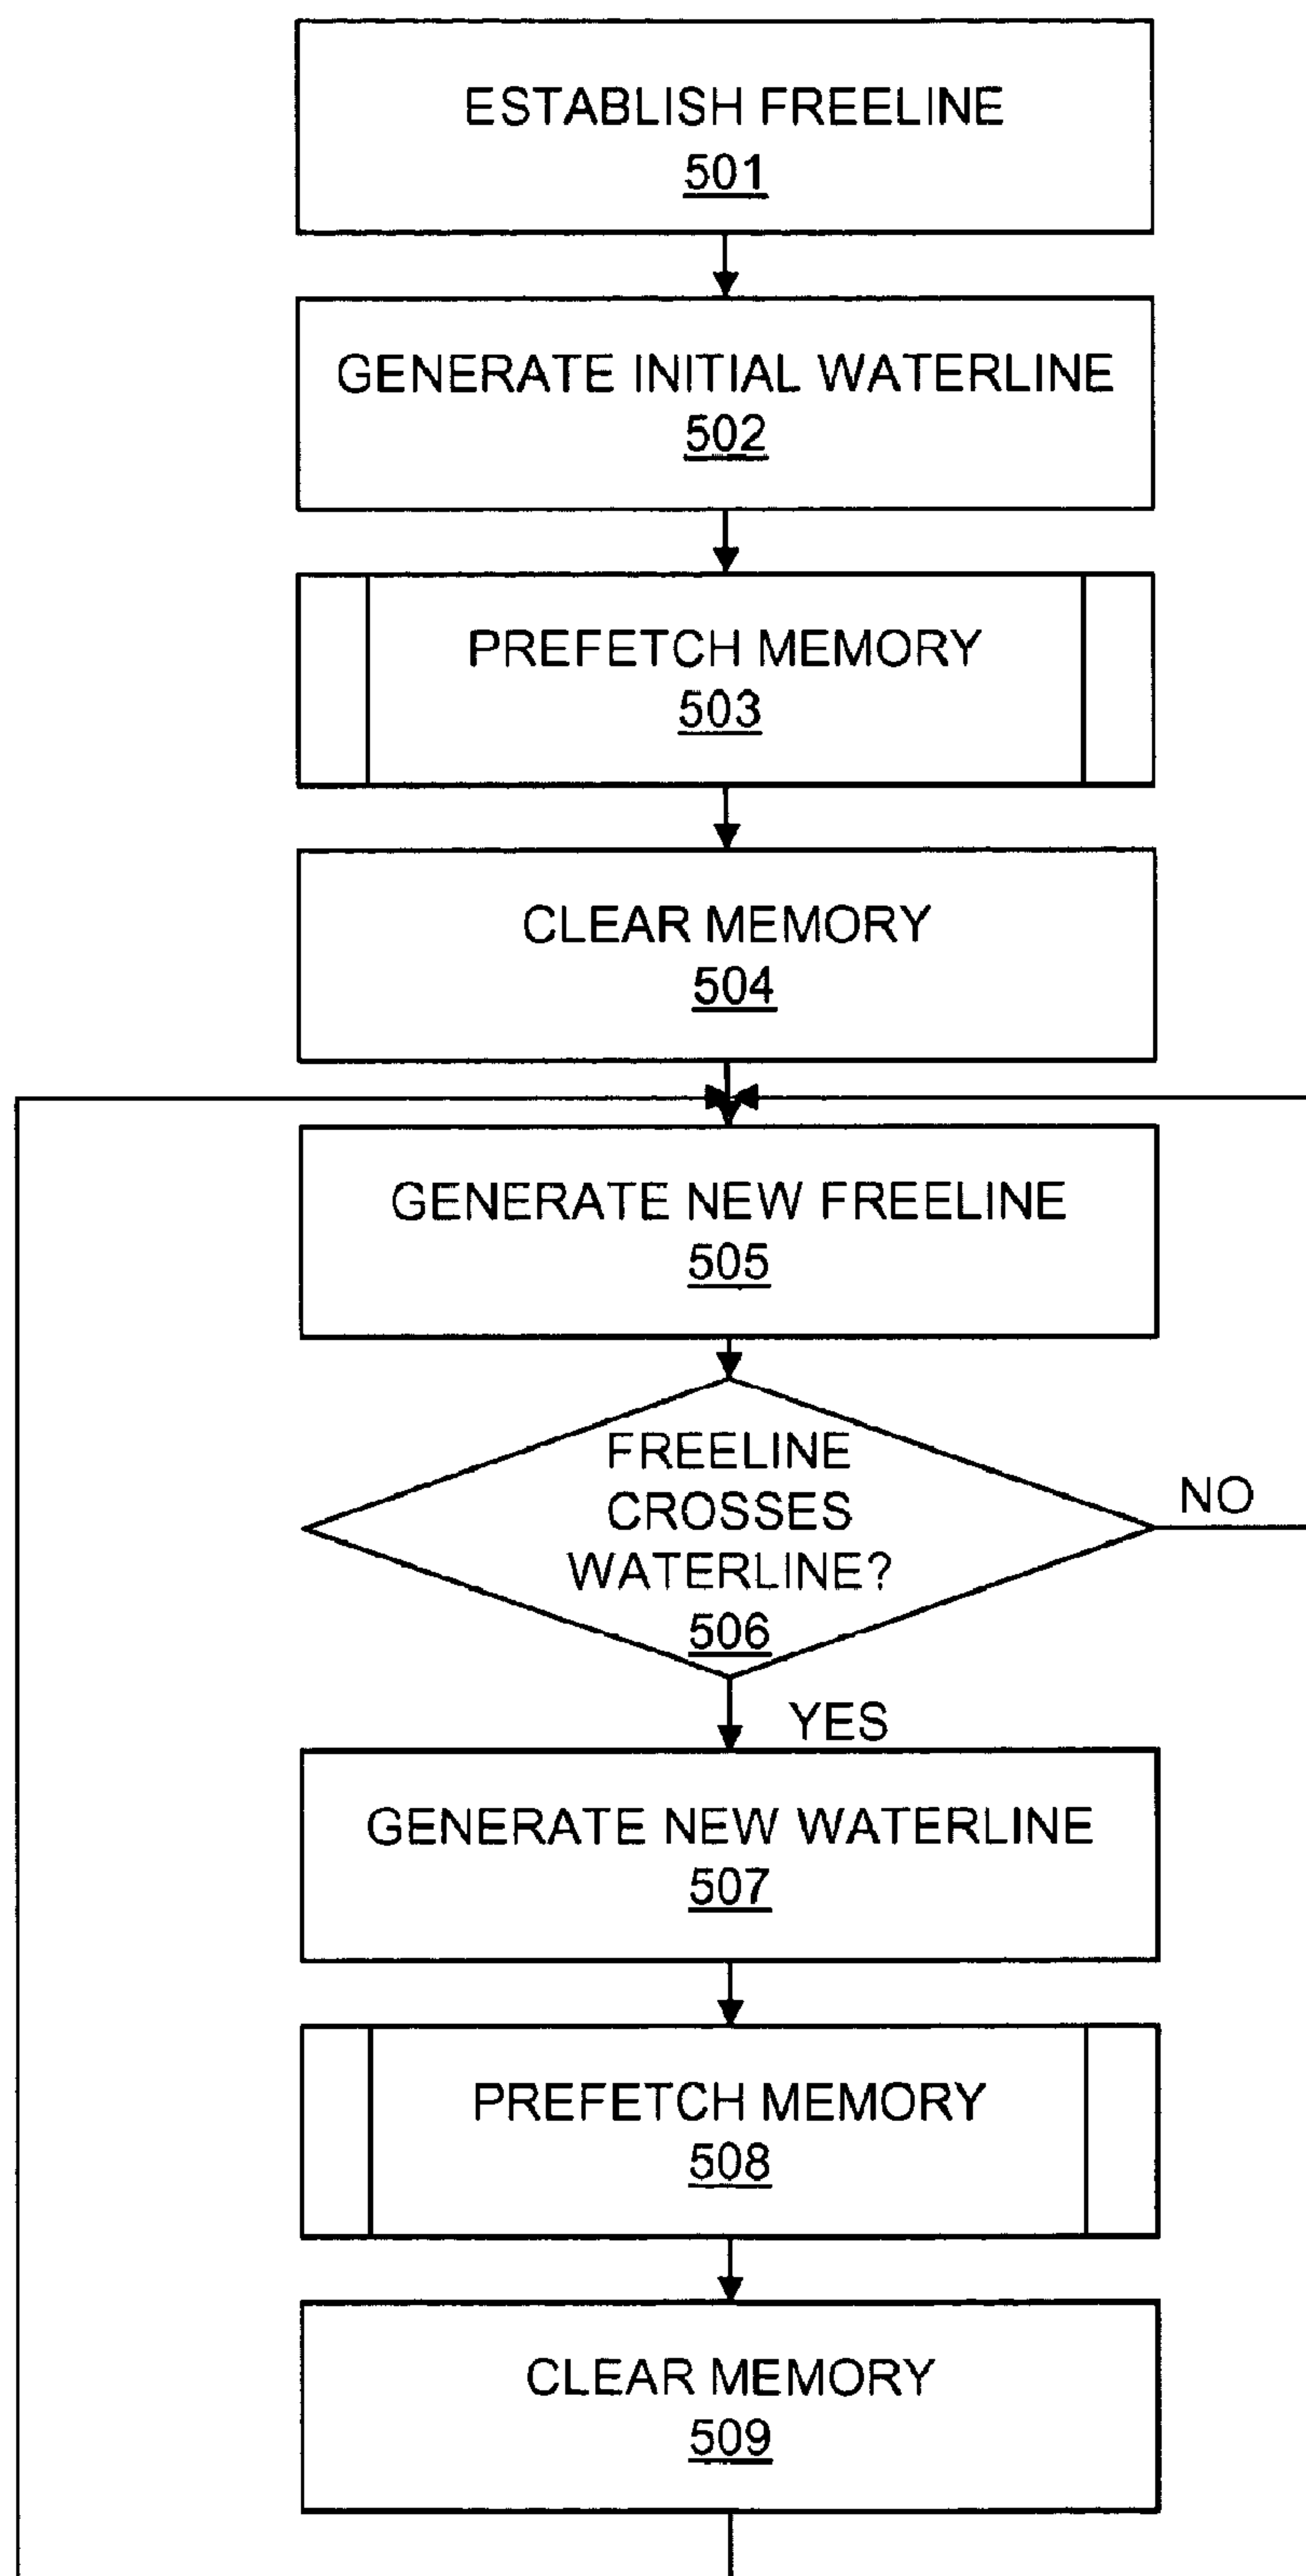 ESTABLISH FREELINE
501
GENERATE INITIAL WATERLINE
502
PREFETCH MEMORY
503
CLEAR MEMORY
504
GENERATE NEW FREELINE
505
FREELINE
CROSSES
WATERLINE?
506
NO
YES
GENERATE NEW WATERLINE
507
PREFETCH MEMORY
508
CLEAR MEMORY
509